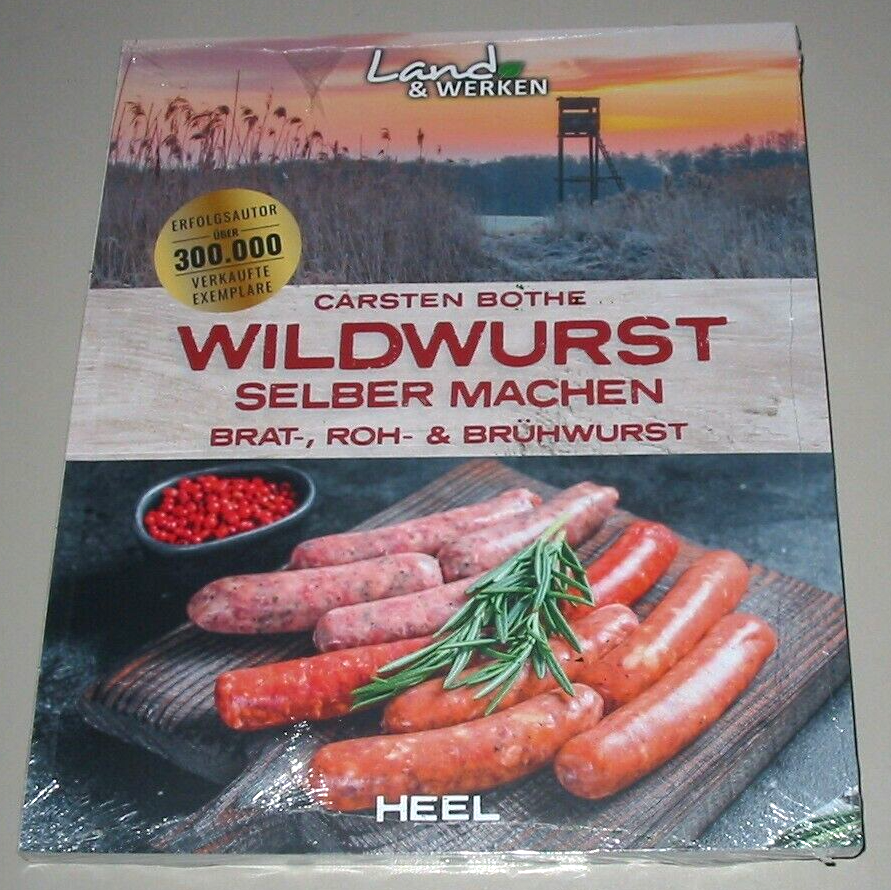 Land
& WERKEN
ERFOLGSAUTOR
ÜBER
300.000
VERKAUFTE
EXEMPLARE
CARSTEN BOTHE
WILDWURST
SELBER MACHEN
BRAT-, ROH- & BRÜHWURST
HEEL